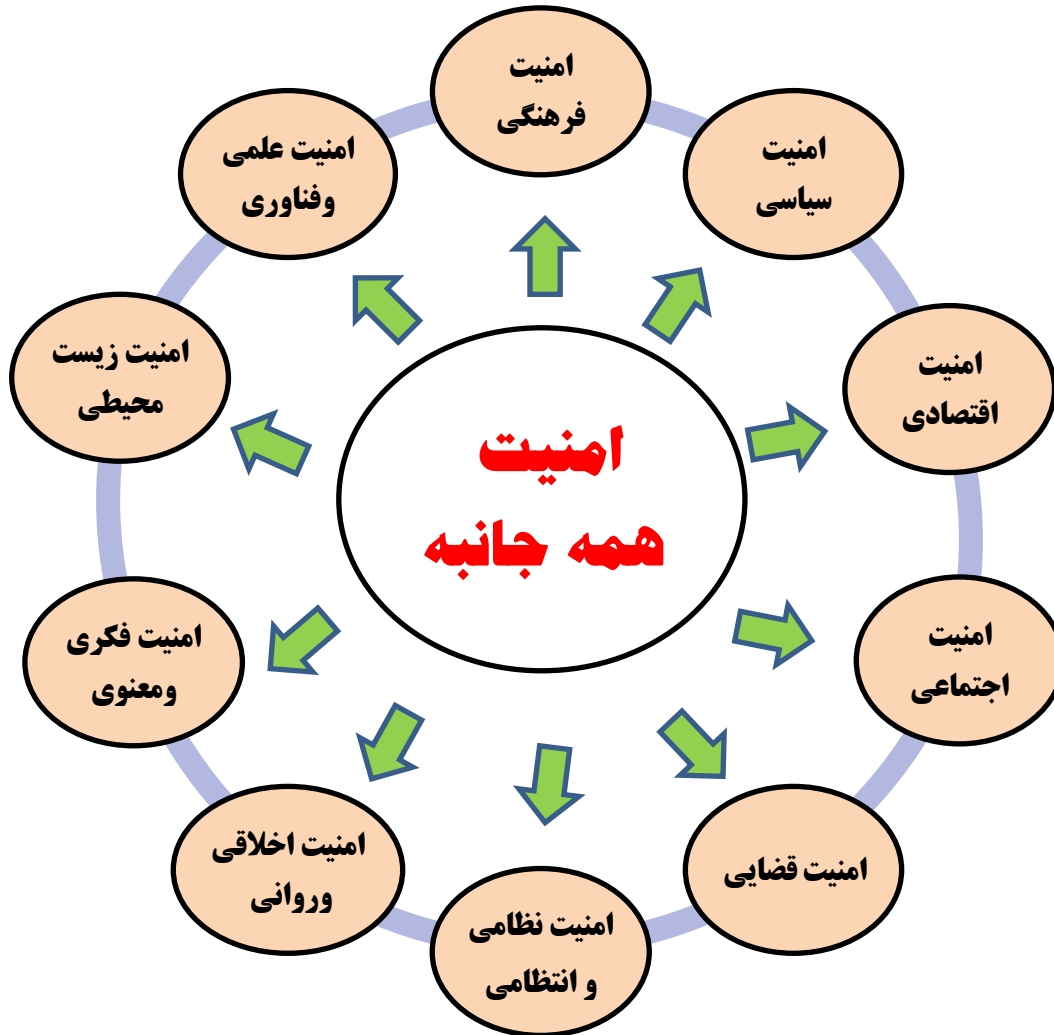 امنیت
فرهنگی
امنیت
سیاسی
امنیت
اقتصادی
امنیت
اجتماعی
امنیت قضایی
امنیت نظامی
و انتظامی
امنیت اخلاقی
وروانی
امنیت فکری
ومعنوی
امنیت زیست
محیطی
امنیت علمی
وفناوری
امنیت
همه جانبه